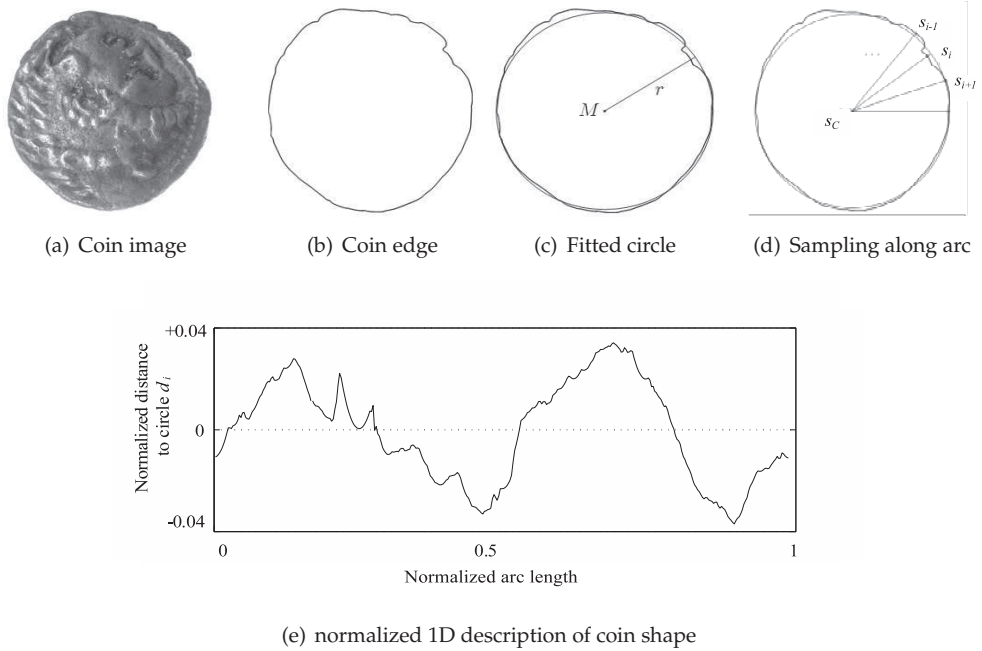 M
r
s_{i-1}
...
s_i
s_{i+1}
s_C
(a) Coin image
(b) Coin edge
(c) Fitted circle
(d) Sampling along arc
+0.04
Normalized distance
to circle d_i
0
-0.04
0
0.5
1
Normalized arc length
(e) normalized 1D description of coin shape